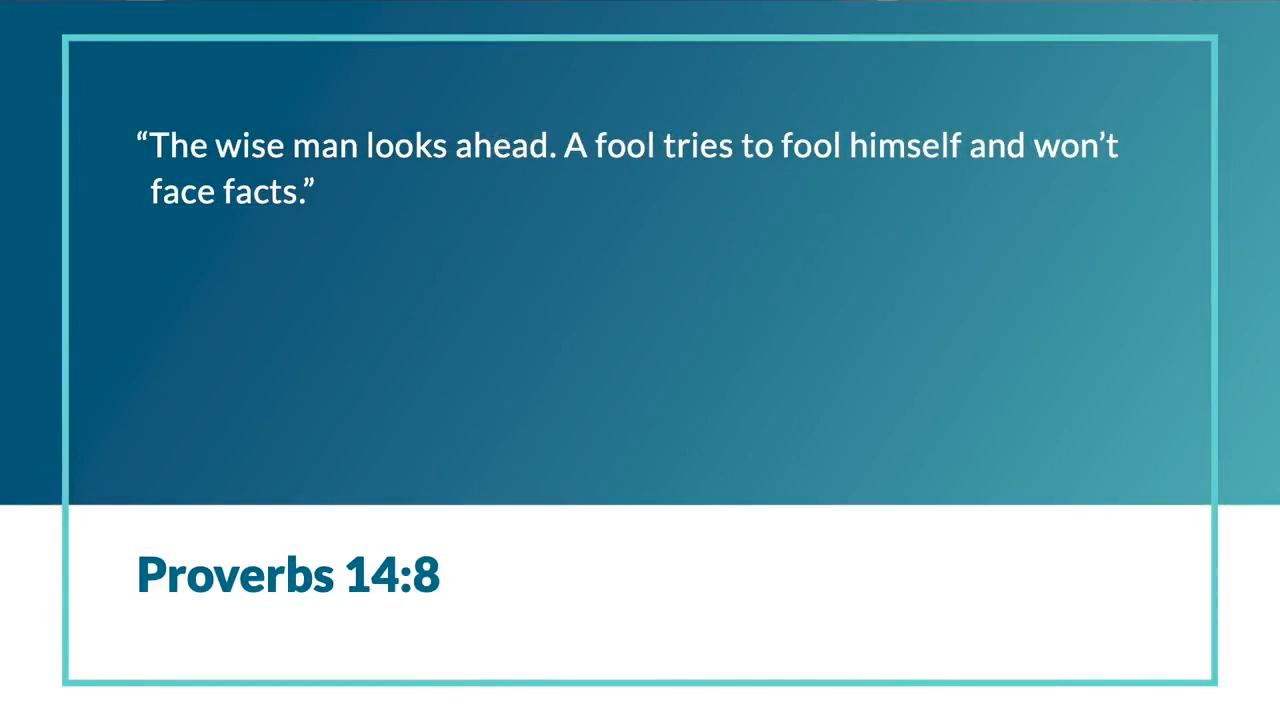 “The wise man looks ahead. A fool tries to fool himself and won’t
face facts.”
Proverbs 14:8